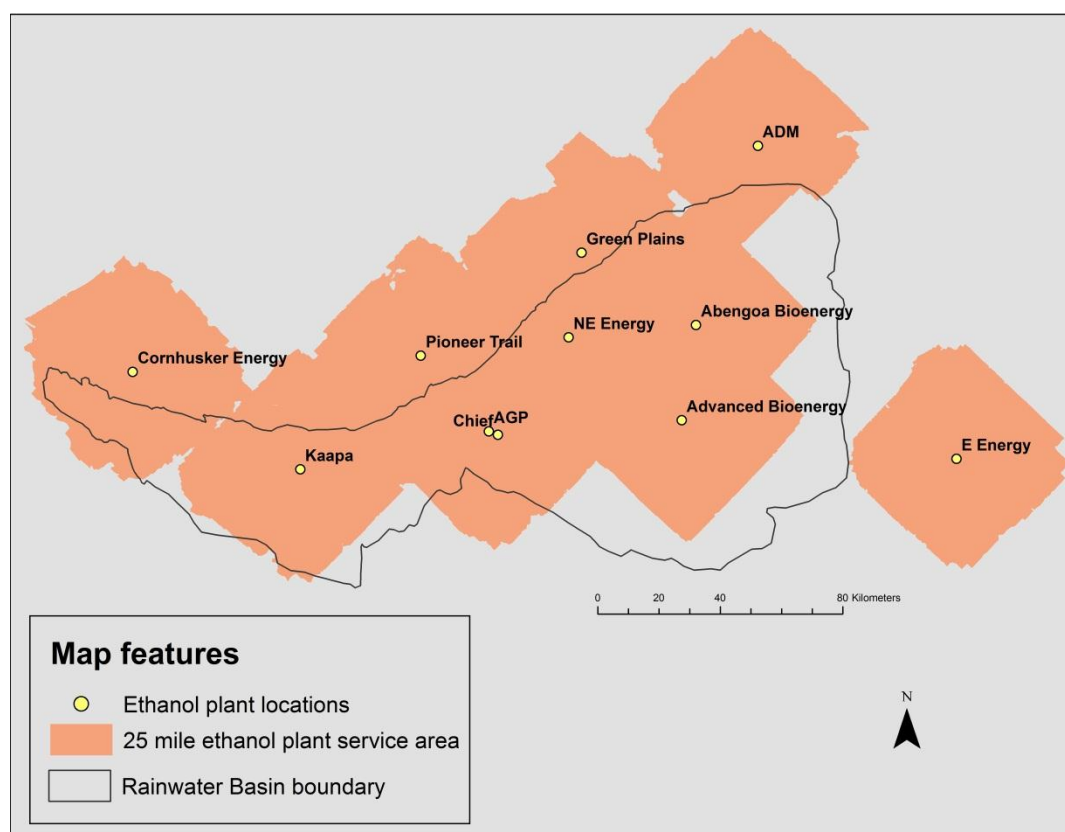 ADM
Green Plains
Abengoa Bioenergy
NE Energy
Pioneer Trail
Cornhusker Energy
Advanced Bioenergy
Chief AGP
E Energy
Kaapa
0 20 40 80 Kilometers
Map features
Ethanol plant locations
25 mile ethanol plant service area
Rainwater Basin boundary
N